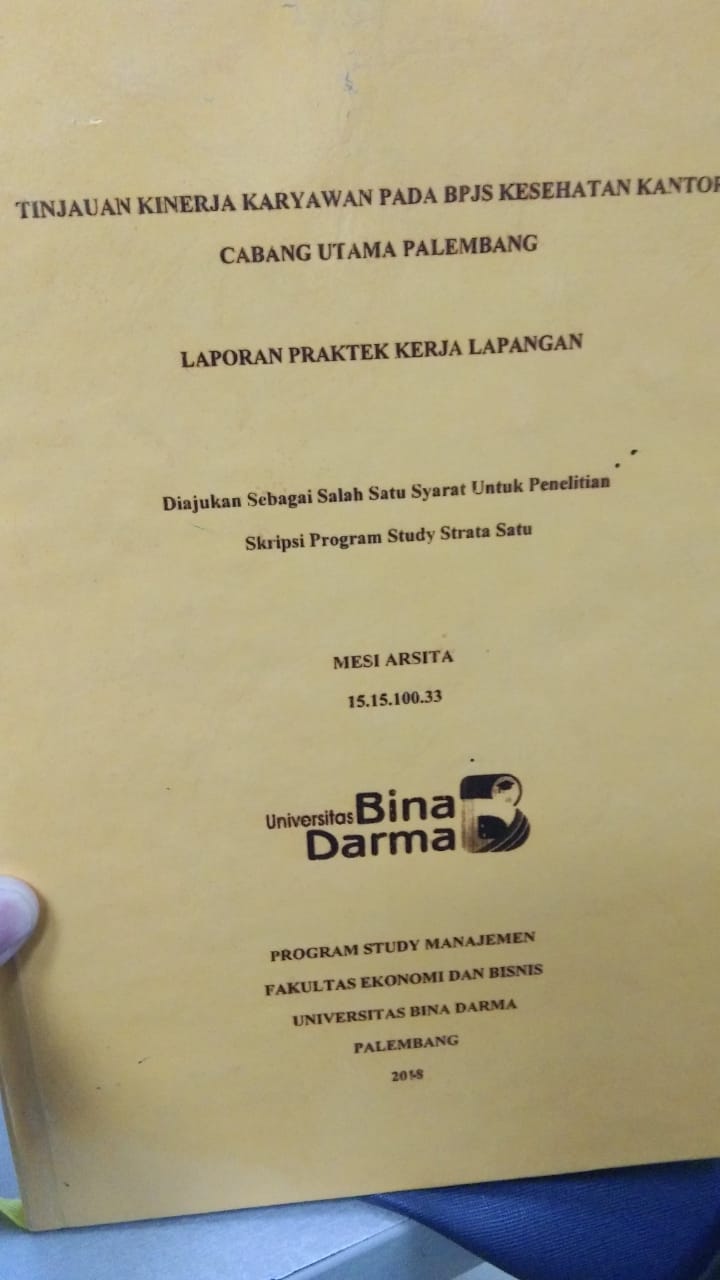 TINJAUAN KINERJA KARYAWAN PADA BPJS KESEHATAN KANTOR
CABANG UTAMA PALEMBANG
LAPORAN PRAKTEK KERJA LAPANGAN
Diajukan Sebagai Salah Satu Syarat Untuk Penelitian
Skripsi Program Study Strata Satu
MESI ARSITA
15.15.100.33
Universitas Bina
Darma
PROGRAM STUDY MANAJEMEN
FAKULTAS EKONOMI DAN BISNIS
UNIVERSITAS BINA DARMA
PALEMBANG
2018